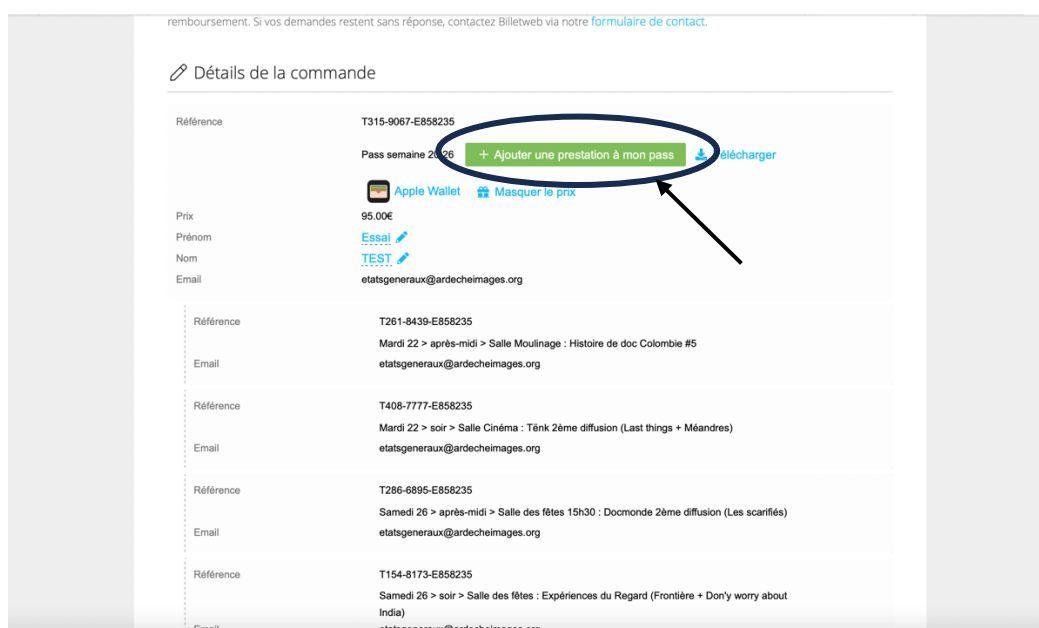 remboursement. Si vos demandes restent sans réponse, contactez Billetweb via notre formulaire de contact.
Détails de la commande
Référence T315-9067-E858235
Pass semaine 2026 + Ajouter une prestation à mon pass Télécharger
Apple Wallet Masquer le prix
Prix 95.00€
Prénom Essai
Nom TEST
Email etatsgeneraux@ardecheimages.org
Référence T261-8439-E858235
Mardi 22 > après-midi > Salle Moulinage : Histoire de doc Colombie #5
Email etatsgeneraux@ardecheimages.org
Référence T408-7777-E858235
Mardi 22 > soir > Salle Cinéma : Tënk 2ème diffusion (Last things + Méandres)
Email etatsgeneraux@ardecheimages.org
Référence T286-6895-E858235
Samedi 26 > après-midi > Salle des fêtes 15h30 : Docmonde 2ème diffusion (Les scarifiés)
Email etatsgeneraux@ardecheimages.org
Référence T154-8173-E858235
Samedi 26 > soir > Salle des fêtes : Expériences du Regard (Frontière + Don'y worry about
India)
Email etatsgeneraux@ardecheimages.org